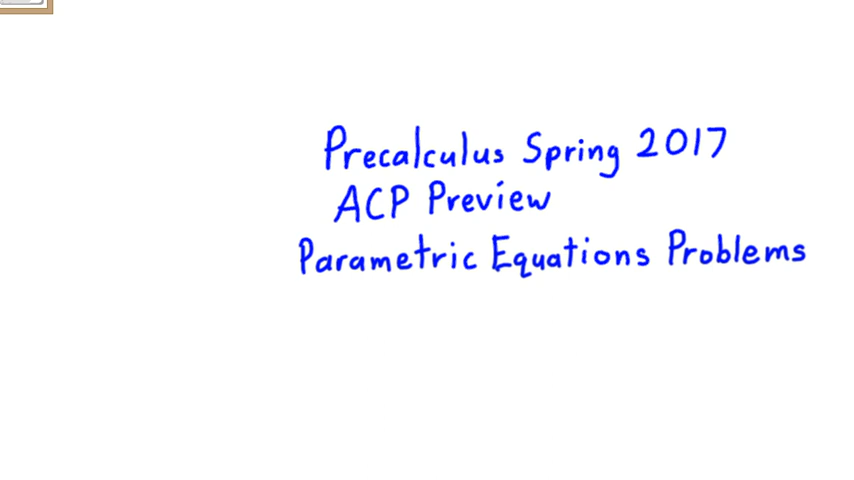 Precalculus Spring 2017
ACP Preview
Parametric Equations Problems